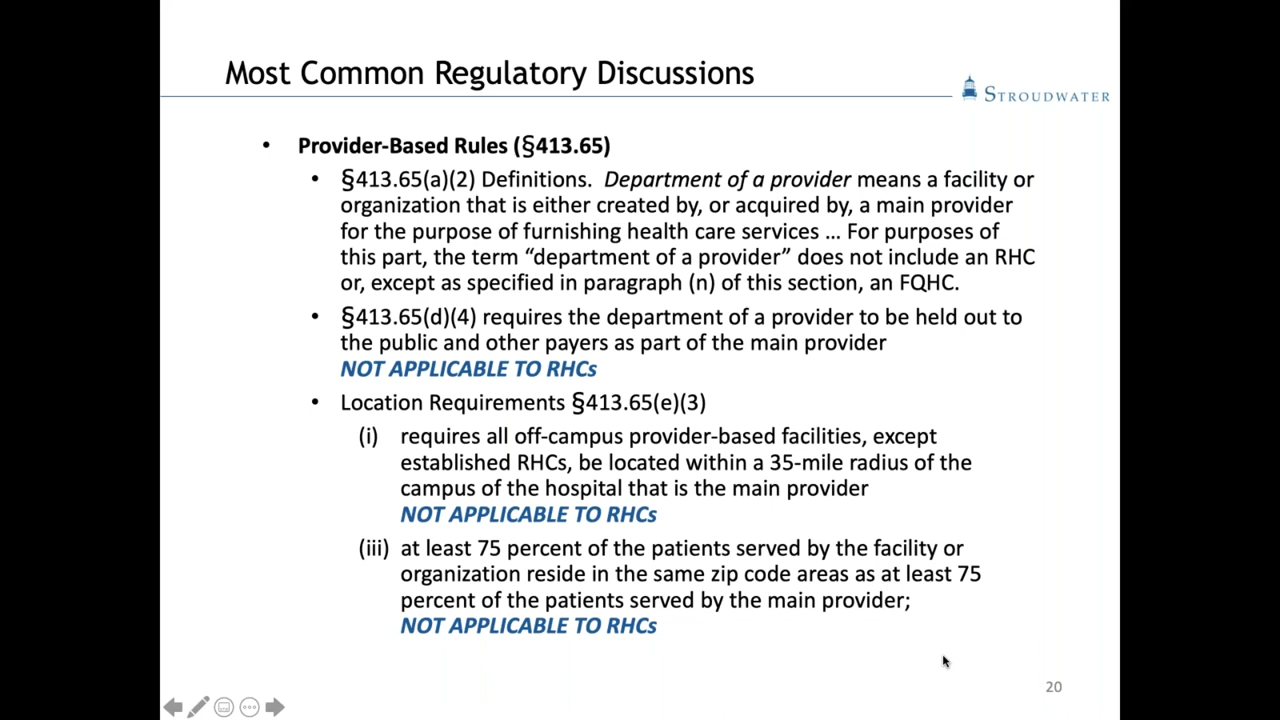 Most Common Regulatory Discussions
STROUDWATER
• Provider-Based Rules (§413.65)
• §413.65(a)(2) Definitions. Department of a provider means a facility or
organization that is either created by, or acquired by, a main provider
for the purpose of furnishing health care services … For purposes of
this part, the term “department of a provider” does not include an RHC
or, except as specified in paragraph (n) of this section, an FQHC.
• §413.65(d)(4) requires the department of a provider to be held out to
the public and other payers as part of the main provider
NOT APPLICABLE TO RHCs
• Location Requirements §413.65(e)(3)
(i) requires all off-campus provider-based facilities, except
established RHCs, be located within a 35-mile radius of the
campus of the hospital that is the main provider
NOT APPLICABLE TO RHCs
(iii) at least 75 percent of the patients served by the facility or
organization reside in the same zip code areas as at least 75
percent of the patients served by the main provider;
NOT APPLICABLE TO RHCs
20